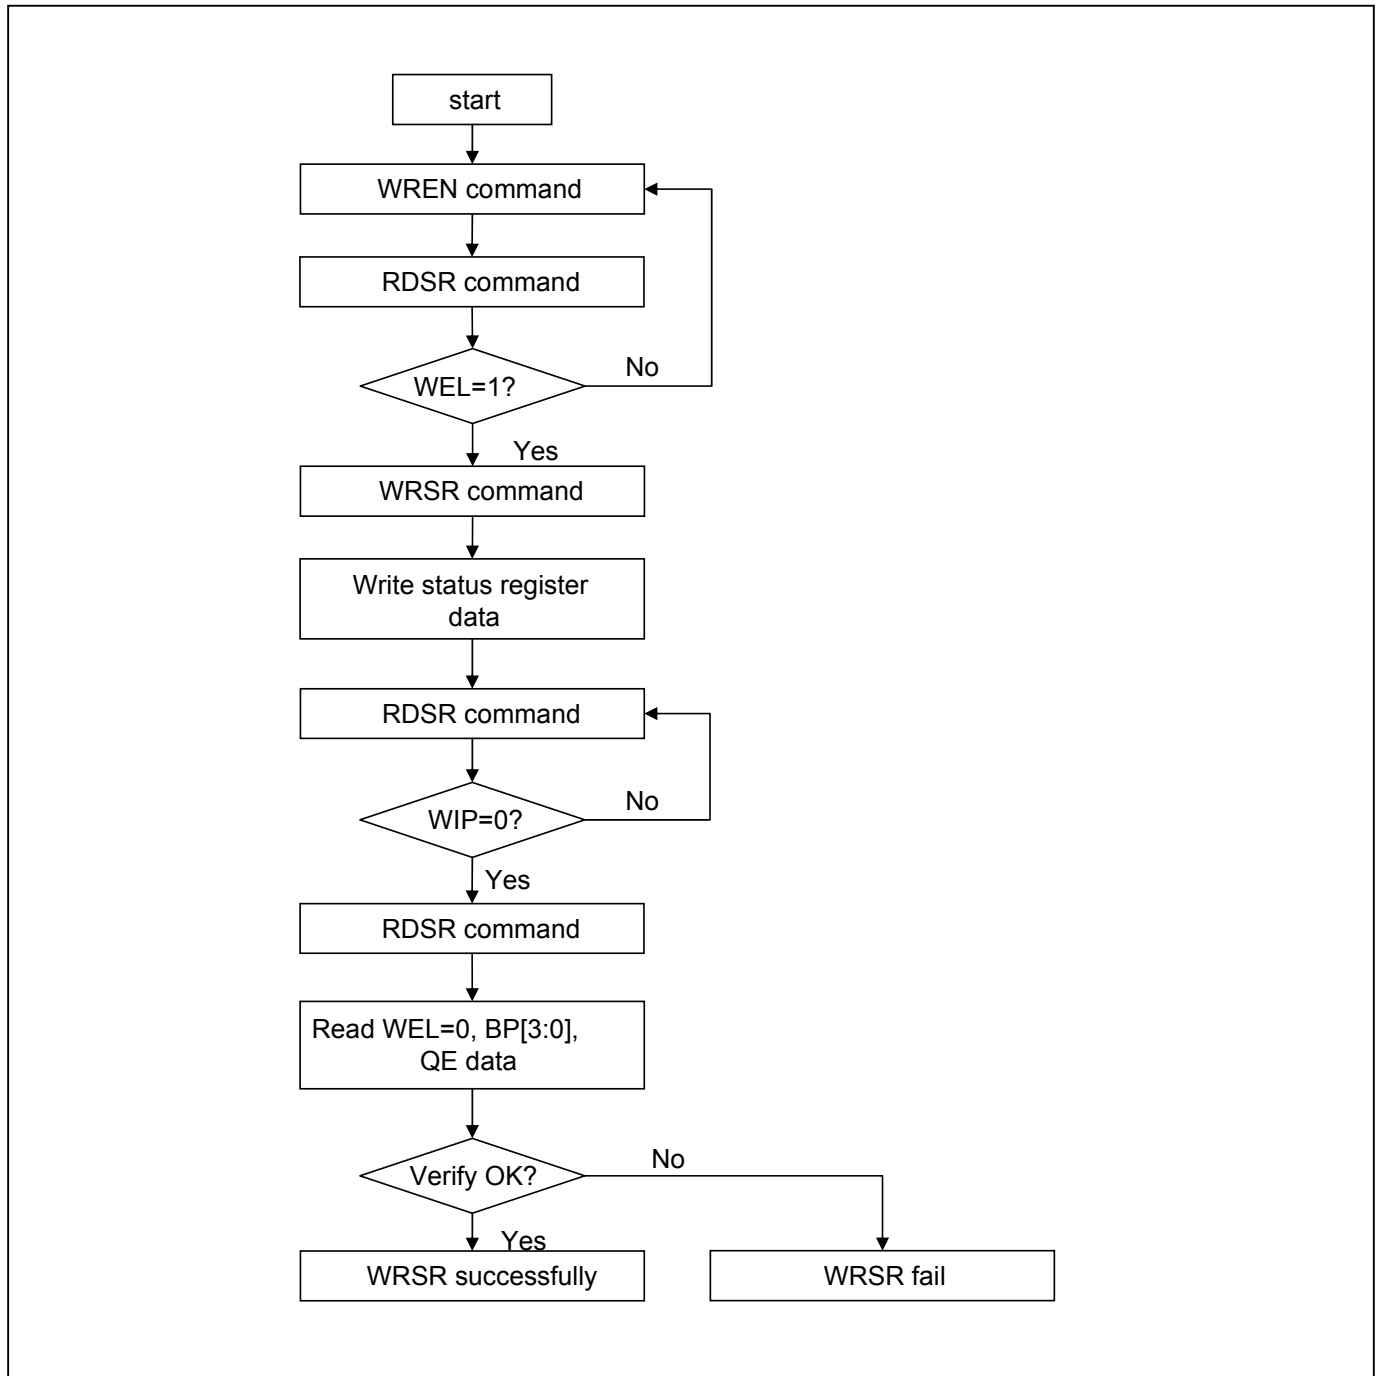 start
WREN command
RDSR command
WEL=1?
No
Yes
WRSR command
Write status register
data
RDSR command
WIP=0?
No
Yes
RDSR command
Read WEL=0, BP[3:0],
QE data
Verify OK?
No
Yes
WRSR successfully
WRSR fail